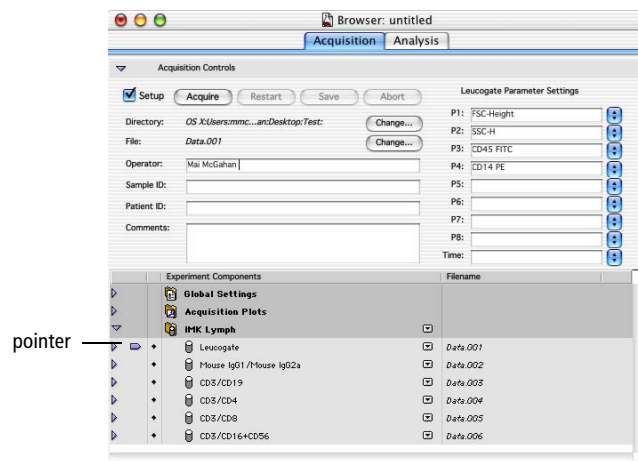 Browser: untitled
Acquisition Analysis
Acquisition Controls
Setup Acquire Restart Save Abort
Leucogate Parameter Settings
Directory: OS X:Users:mmc...an:Desktop:Test: Change...
File: Data.001 Change...
Operator: Mai McGahan
Sample ID:
Patient ID:
Comments:
P1: FSC-Height
P2: SSC-H
P3: CD45 FITC
P4: CD14 PE
P5:
P6:
P7:
P8:
Time:
Experiment Components Filename
Global Settings
Acquisition Plots
IMK Lymph
pointer
Leucogate Data.001
Mouse IgG1/Mouse IgG2a Data.002
CD3/CD19 Data.003
CD3/CD4 Data.004
CD3/CD8 Data.005
CD3/CD16+CD56 Data.006